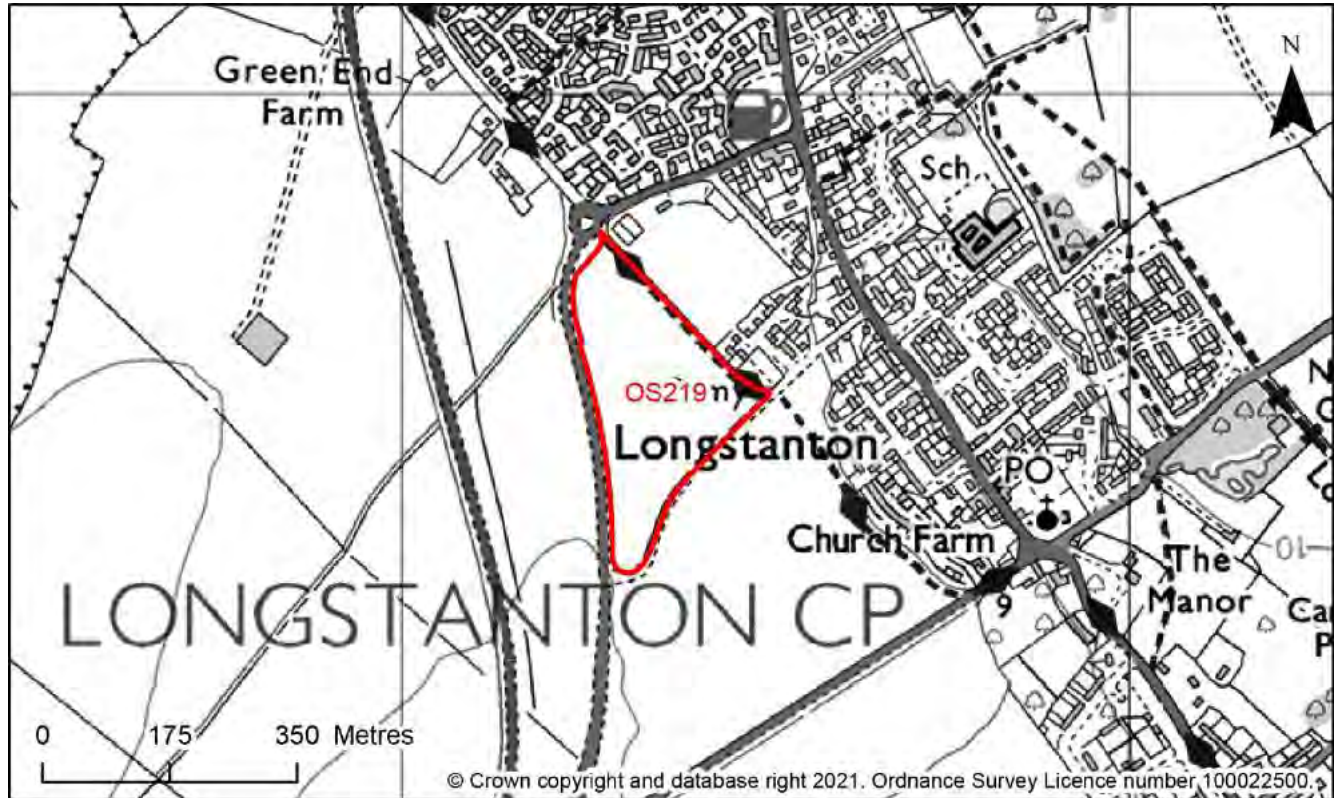 N
Green End
Farm
Sch
OS219 n
Longstanton
PO
Church Farm
10
The
Manor
9
LONGSTANTON CP
0 175 350 Metres
© Crown copyright and database right 2021. Ordnance Survey Licence number 100022500.